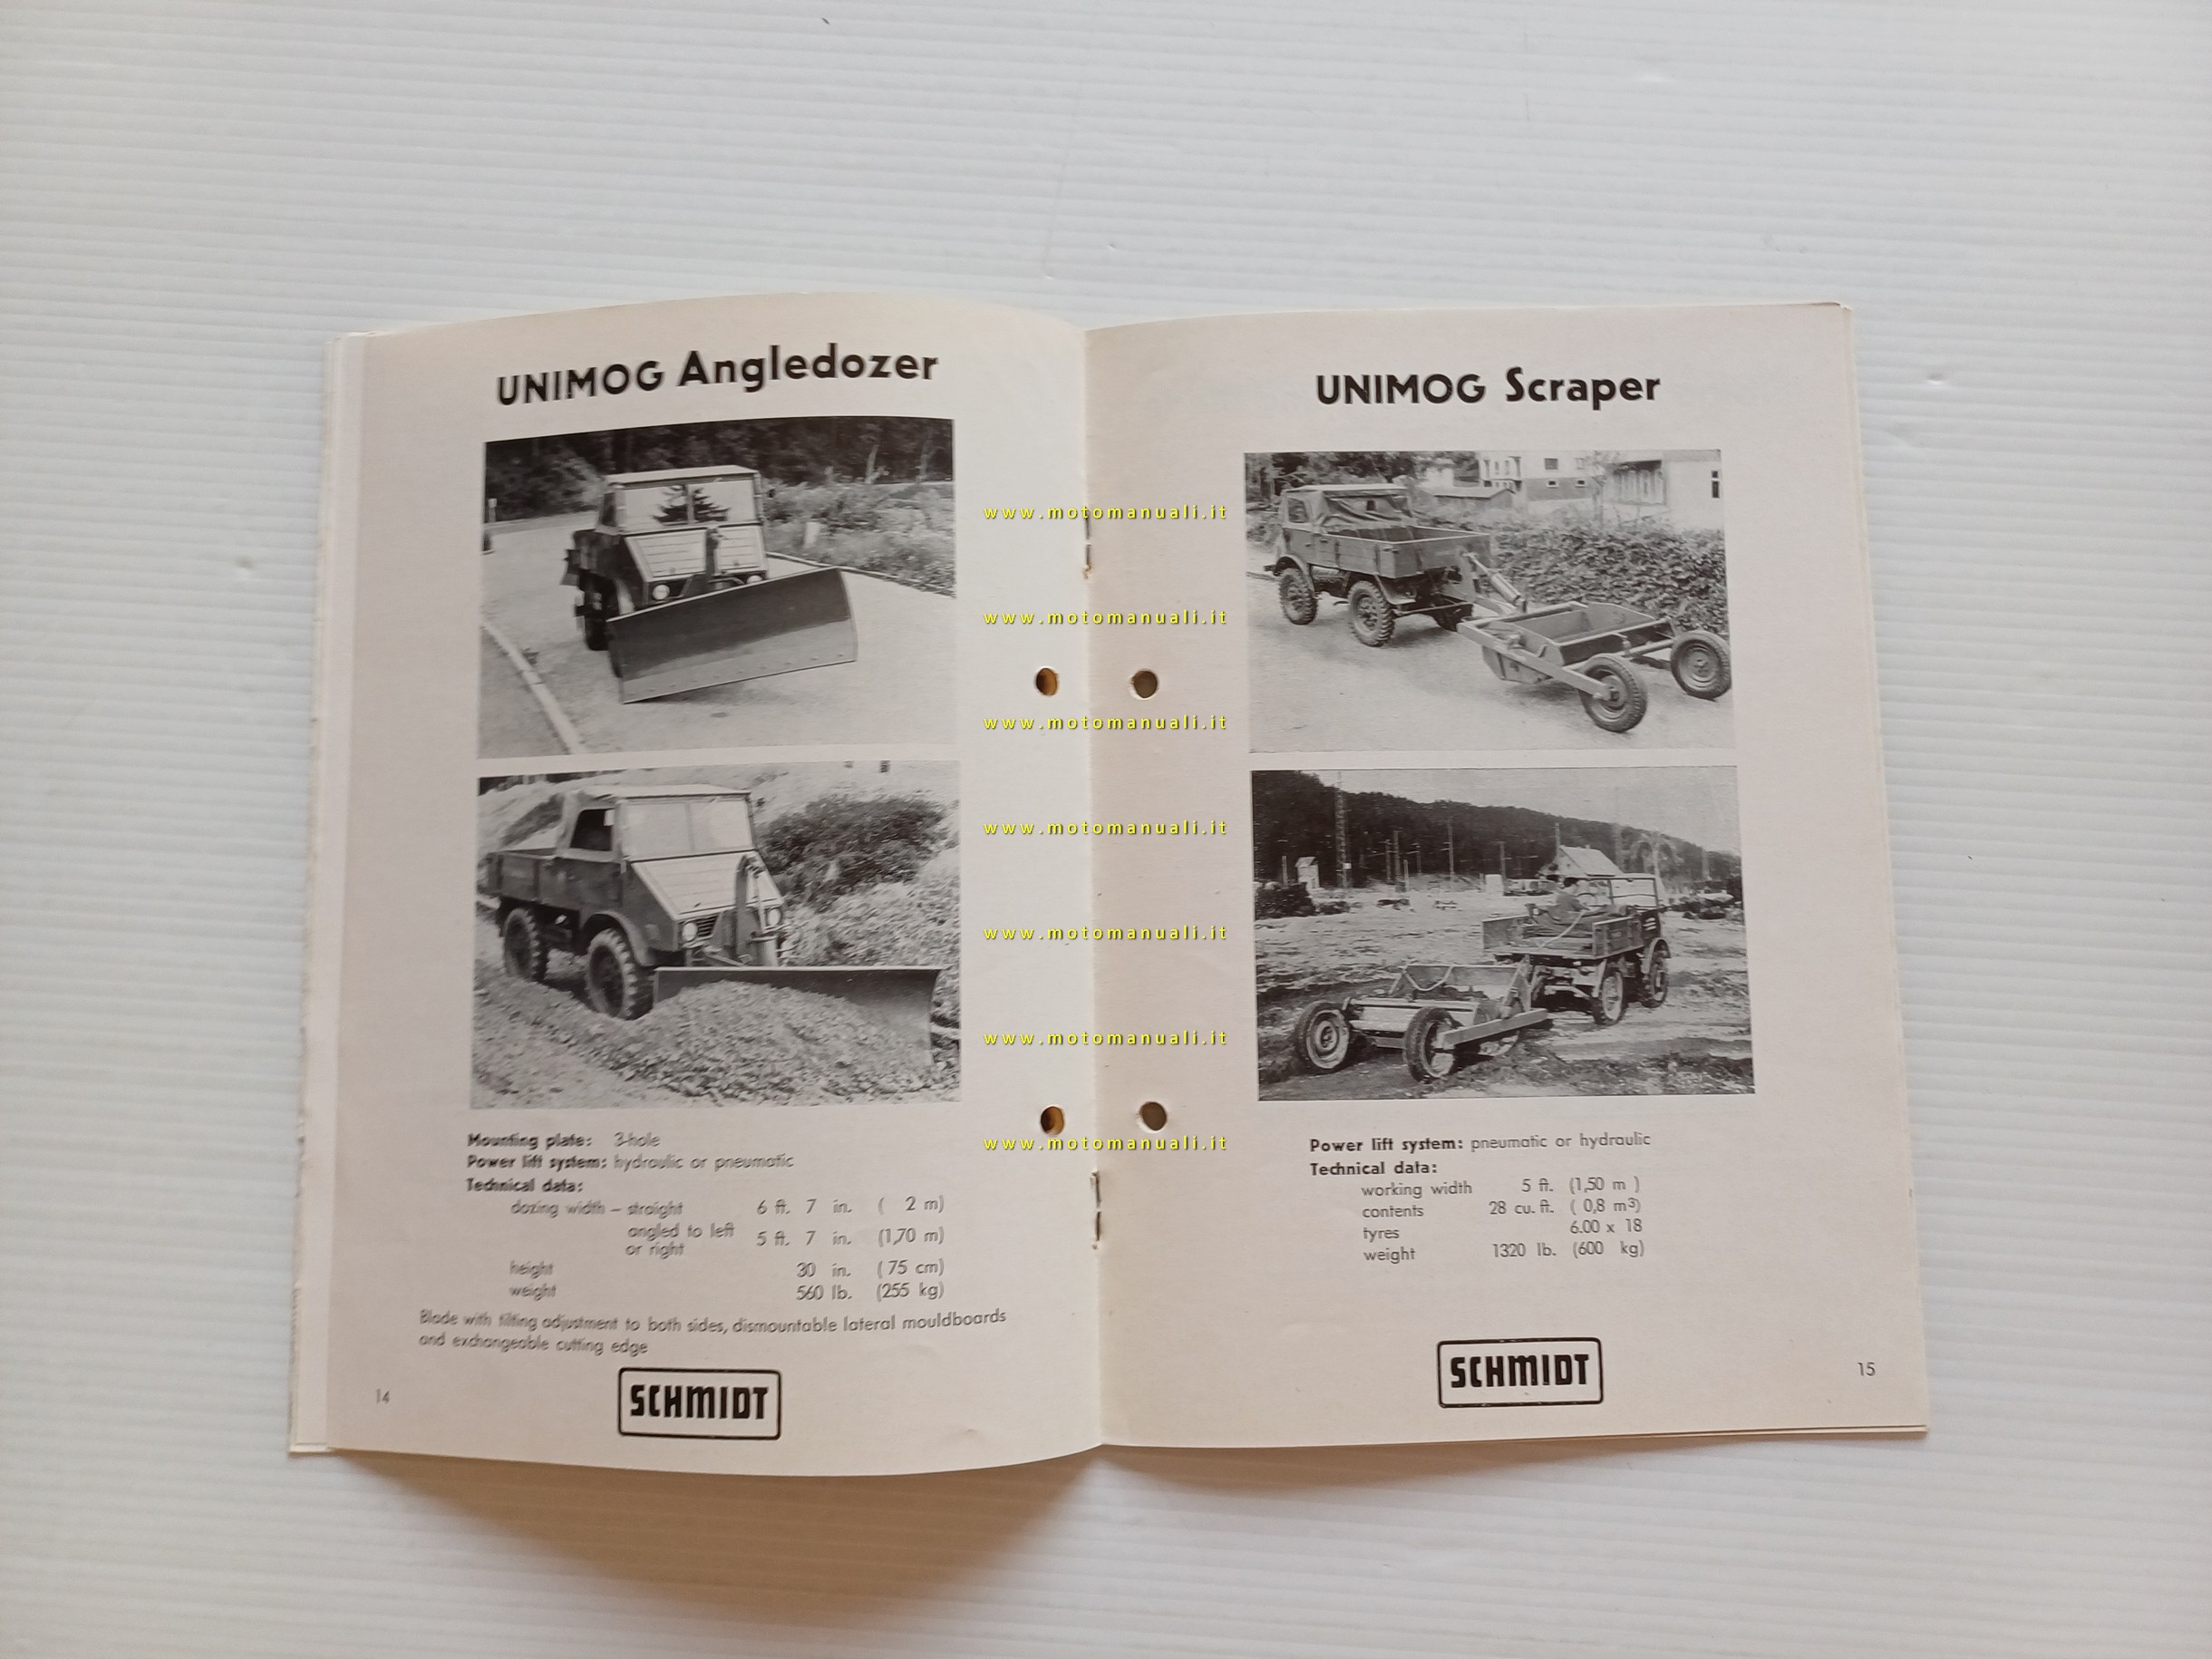 UNIMOG Angledozer
Mounting plate: 3-hole
Power lift system: hydraulic or pneumatic
Technical data:
dozing width – straight 6 ft. 7 in. ( 2 m)
angled to left
or right 5 ft. 7 in. (1,70 m)
height 30 in. ( 75 cm)
weight 560 lb. (255 kg)
Blade with tilting adjustment to both sides, dismountable lateral mouldboards
and exchangeable cutting edge
14
SCHMIDT
UNIMOG Scraper
Power lift system: pneumatic or hydraulic
Technical data:
working width 5 ft. (1,50 m )
contents 28 cu. ft. ( 0,8 m³)
tyres 6.00 x 18
weight 1320 lb. (600 kg)
SCHMIDT
15
www.motomanuali.it
www.motomanuali.it
www.motomanuali.it
www.motomanuali.it
www.motomanuali.it
www.motomanuali.it
www.motomanuali.it